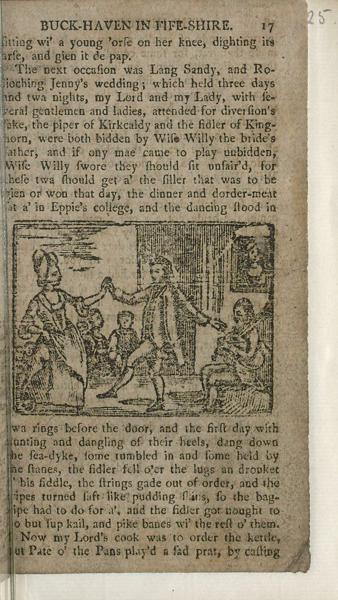 BUCK-HAVEN IN FIFE-SHIRE. 17
25
ſitting wi' a young 'orſe on her knee, dighting its
arſe, and gien it de pap.
The next occaſion was Lang Sandy, and Ro-
Jenny's wedding; which held three days
and twa nights, my Lord and my Lady, with ſe-
veral gentlemen and ladies, attended for diverſion's
ſake, the piper of Kirkcaldy and the fidler of King-
horn, were both bidden by Wiſe Willy the bride's
father, and if ony mae came to play unbidden,
Wiſe Willy ſwore they ſhould ſit unſair'd, for
theſe twa ſhould get a' the ſiller that was to be
gien or won that day, the dinner and dorder-meat
ſat a' in Eppie's college, and the dancing ſtood in
twa rings before the door, and the firſt day with
and dangling of their heels, dang down
the ſea-dyke, ſome tumbled in and ſome held by
the ſtanes, the fidler fell o'er the lugs an drouket
his fiddle, the ſtrings gade out of order, and the
pipes turned ſaft like pudding ſkins, ſo the bag-
pipe had to do for a', and the fidler got nought to
do but ſup kail, and pike banes wi' the reſt o' them.
Now my Lord's cook was to order the kettle,
but Pate o' the Pans play'd a ſad prat, by caſting